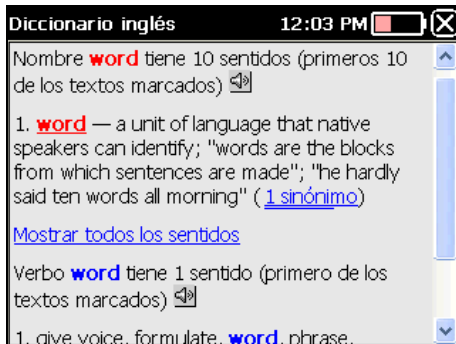 Diccionario inglés 12:03 PM
Nombre word tiene 10 sentidos (primeros 10
de los textos marcados)
1. word — a unit of language that native
speakers can identify; "words are the blocks
from which sentences are made"; "he hardly
said ten words all morning" ( 1 sinónimo)
Mostrar todos los sentidos
Verbo word tiene 1 sentido (primero de los
textos marcados)
1. give voice, formulate, word, phrase,